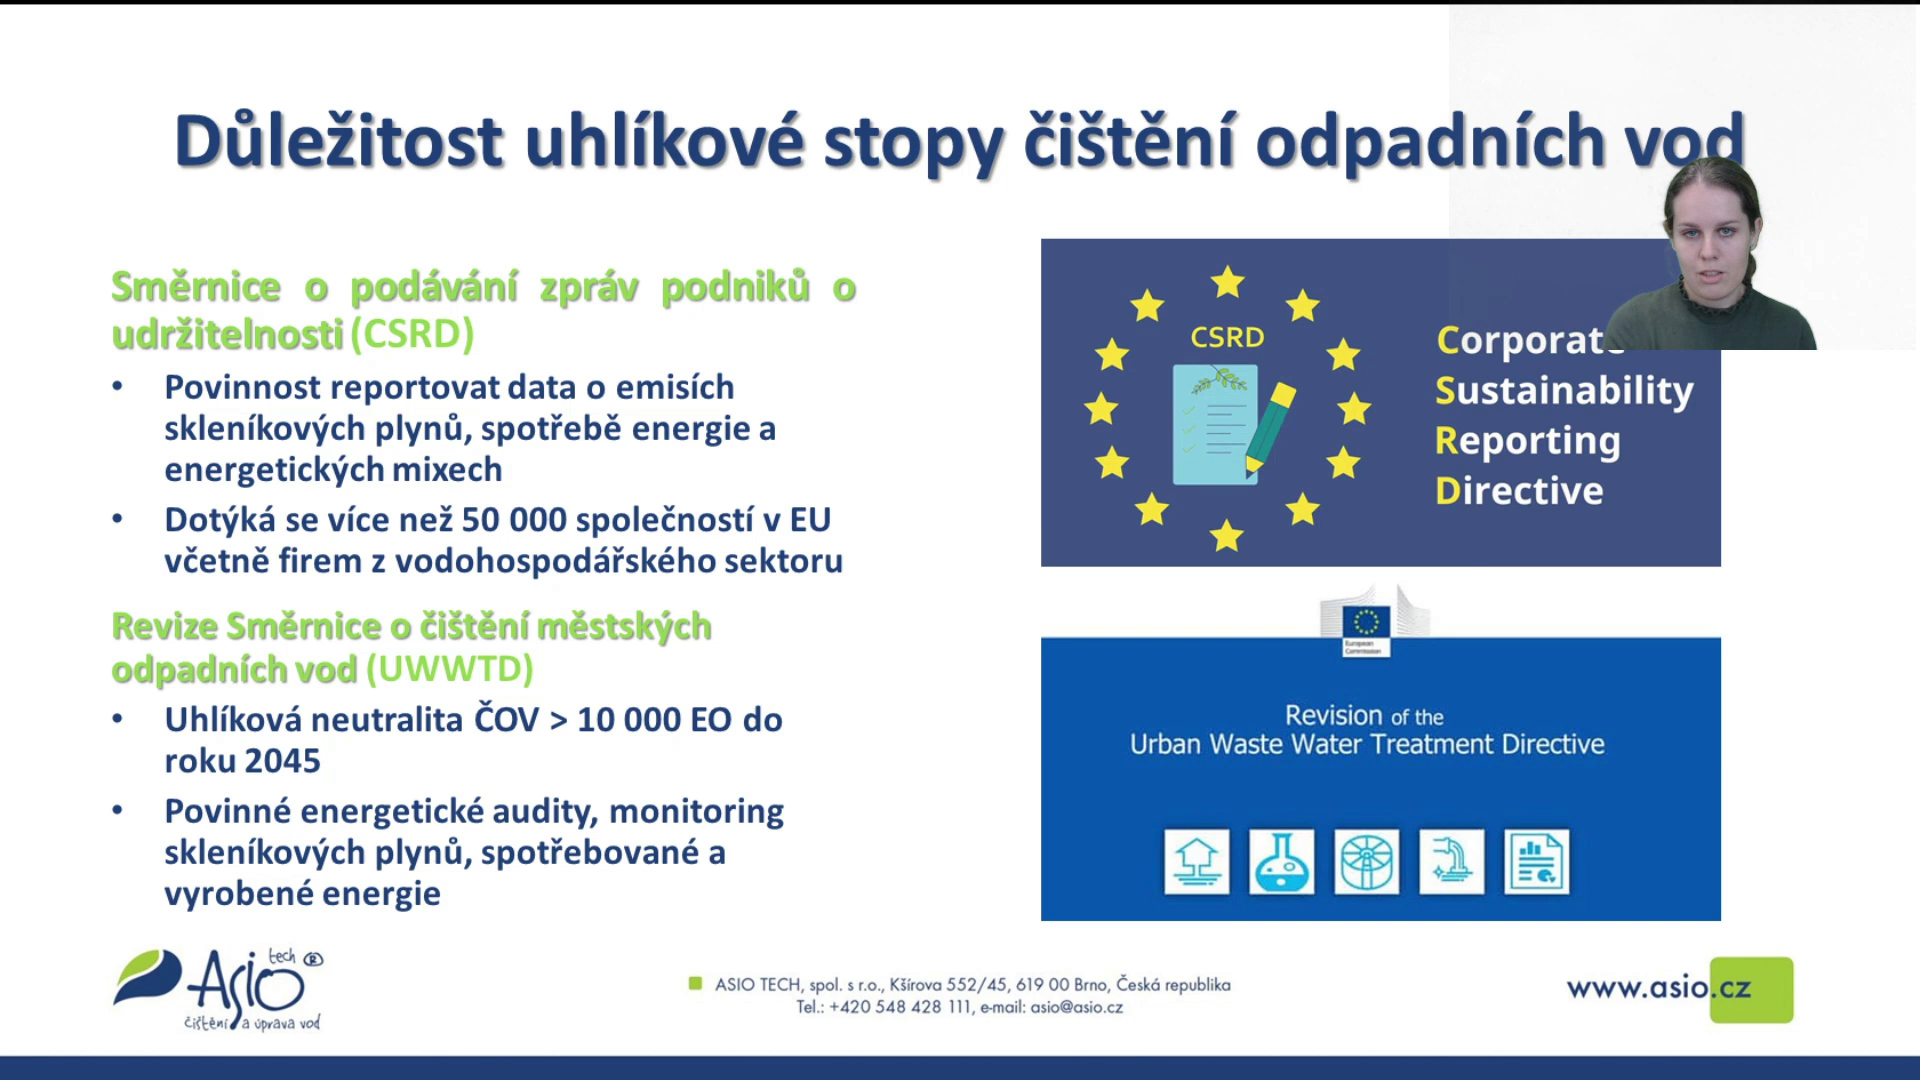 Důležitost uhlíkové stopy čištění odpadních vod
Směrnice o podávání zpráv podniků o
udržitelnosti (CSRD)
• Povinnost reportovat data o emisích
skleníkových plynů, spotřebě energie a
energetických mixech
• Dotýká se více než 50 000 společností v EU
včetně firem z vodohospodářského sektoru
Revize Směrnice o čištění městských
odpadních vod (UWWTD)
• Uhlíková neutralita ČOV > 10 000 EO do
roku 2045
• Povinné energetické audity, monitoring
skleníkových plynů, spotřebované a
vyrobené energie
CSRD
Corporate
Sustainability
Reporting
Directive
European
Commission
Revision of the
Urban Waste Water Treatment Directive
Asio tech ®
čištění a úprava vod
ASIO TECH, spol. s r.o., Kšírova 552/45, 619 00 Brno, Česká republika
Tel.: +420 548 428 111, e-mail: asio@asio.cz
www.asio.cz